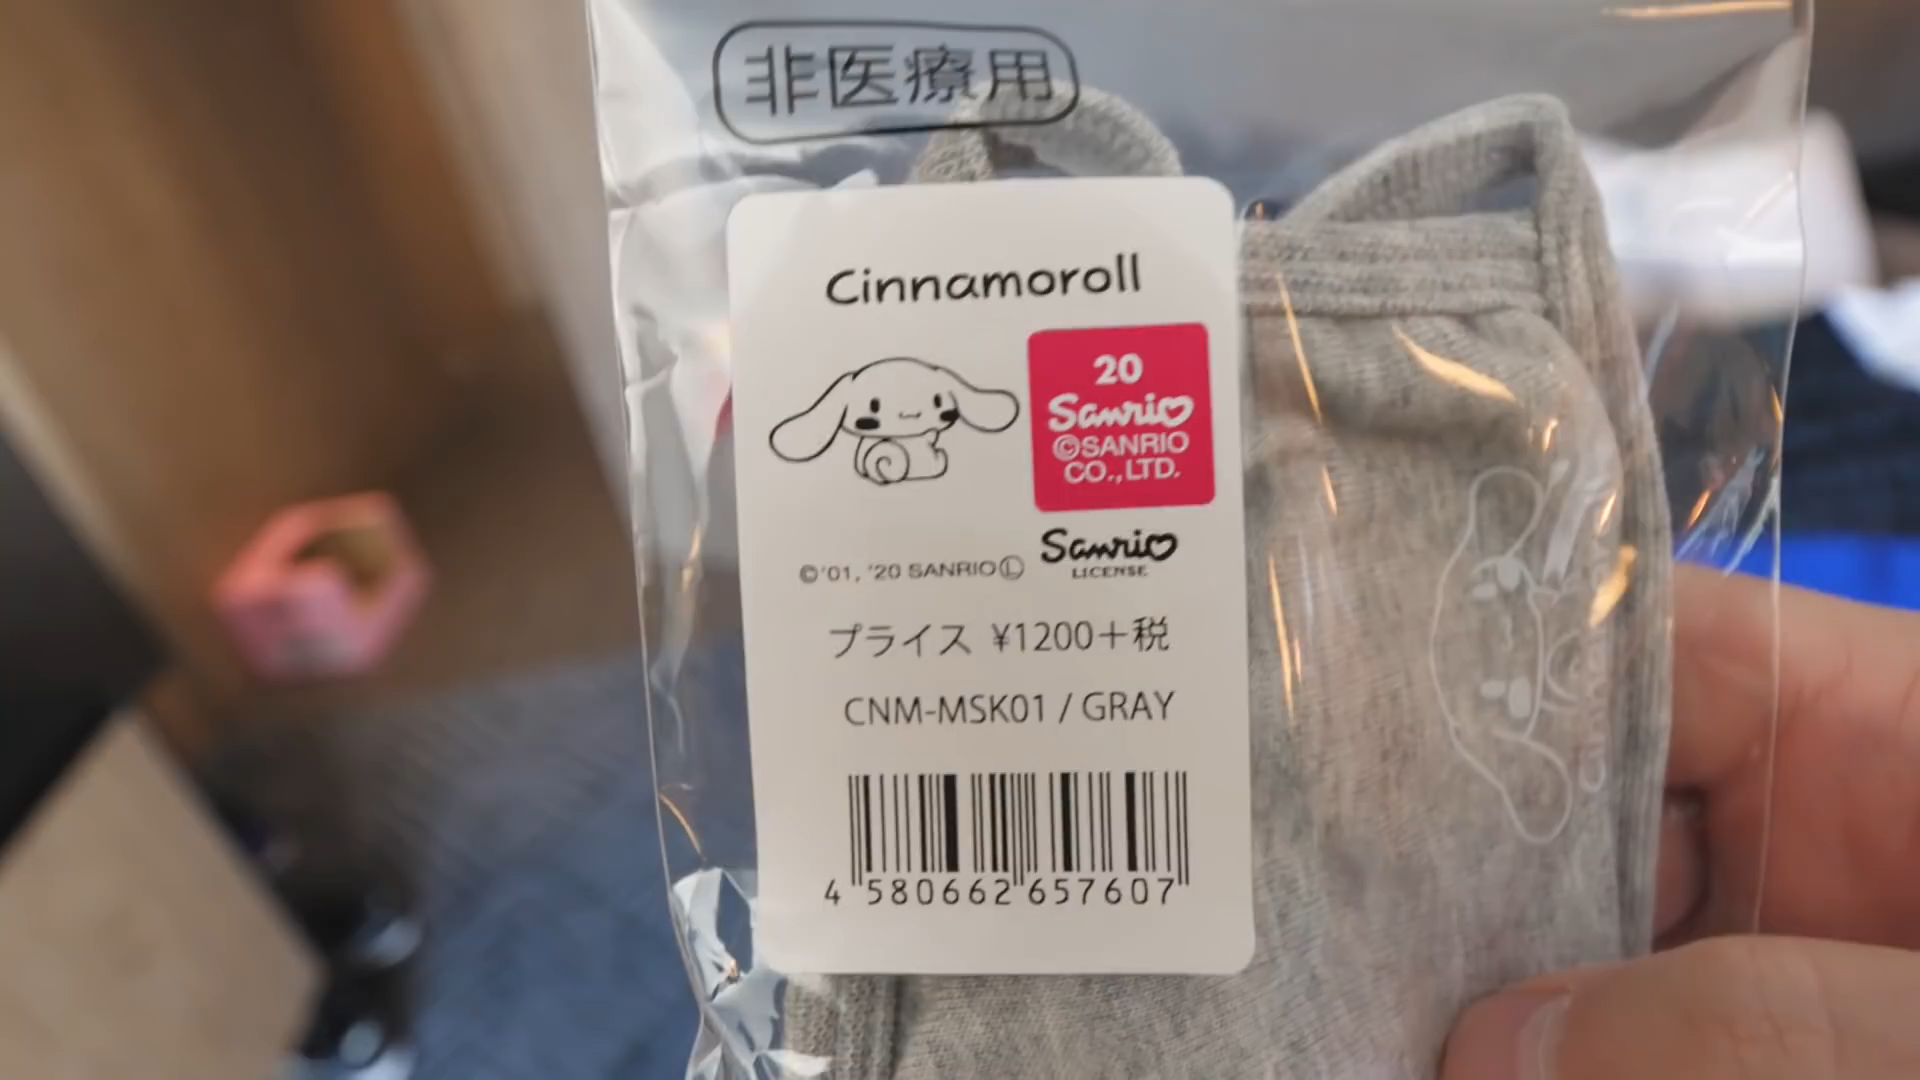 非医療用
Cinnamoroll
20
Sanrio
©SANRIO
CO.,LTD.
Sanrio
LICENSE
©'01, '20 SANRIO Ⓛ
プライス ¥1200+税
CNM-MSK01 / GRAY
4 580662 657607